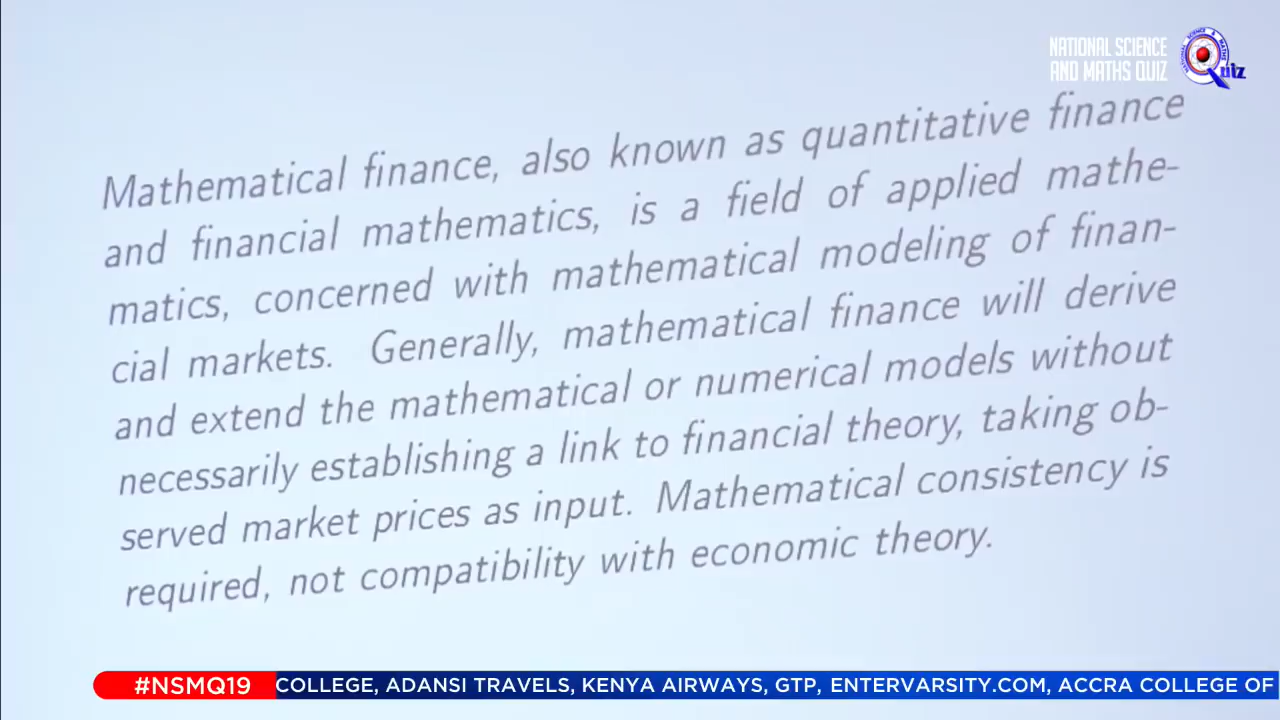 NATIONAL SCIENCE
AND MATHS QUIZ
NATIONAL SCIENCE & MATHS
Quiz
Mathematical finance, also known as quantitative finance
and financial mathematics, is a field of applied mathe-
matics, concerned with mathematical modeling of finan-
cial markets. Generally, mathematical finance will derive
and extend the mathematical or numerical models without
necessarily establishing a link to financial theory, taking ob-
served market prices as input. Mathematical consistency is
required, not compatibility with economic theory.
#NSMQ19
COLLEGE, ADANSI TRAVELS, KENYA AIRWAYS, GTP, ENTERVARSITY.COM, ACCRA COLLEGE OF